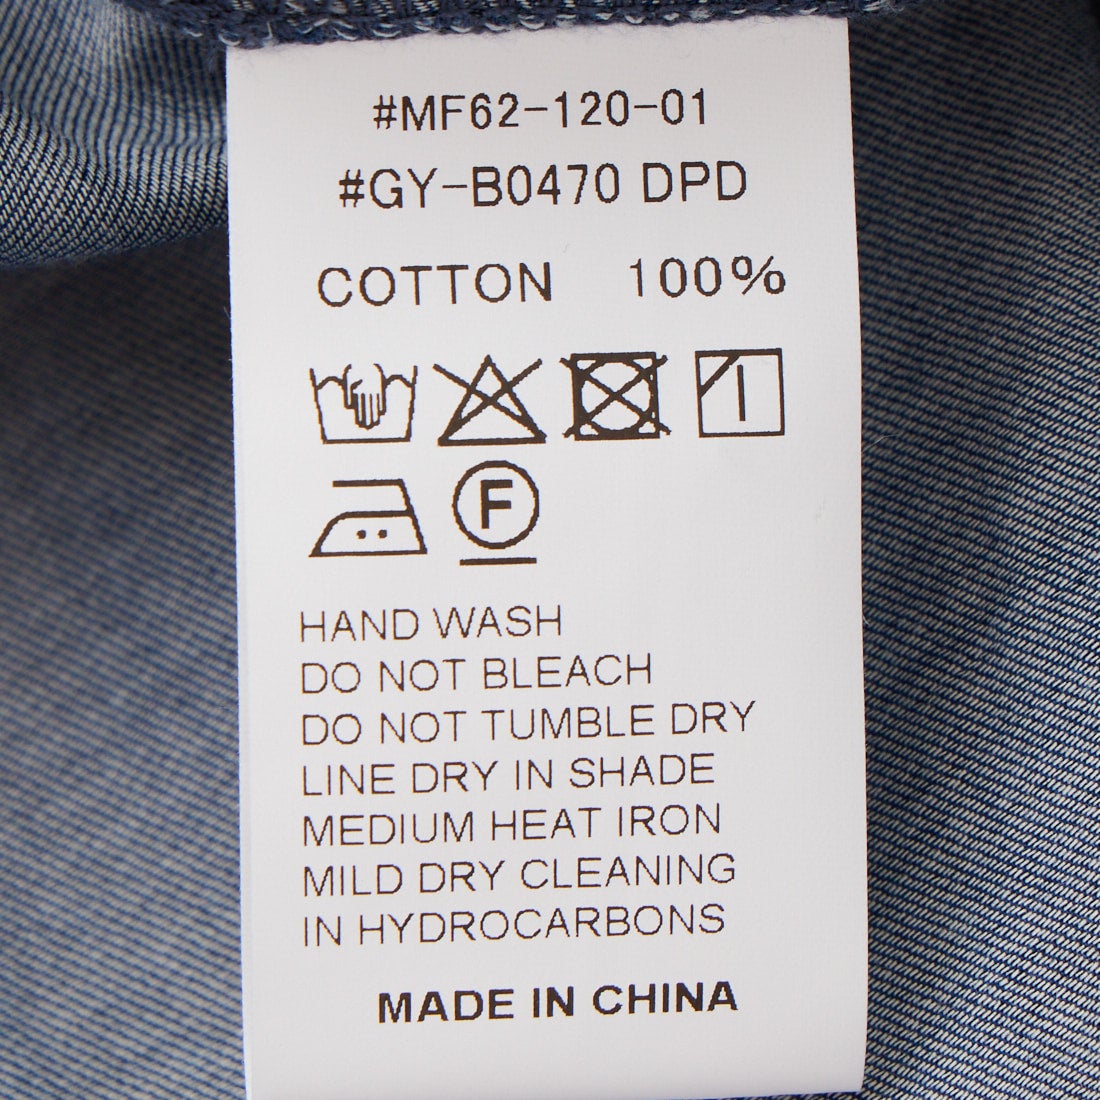 #MF62-120-01
#GY-B0470 DPD
COTTON 100%
F
HAND WASH
DO NOT BLEACH
DO NOT TUMBLE DRY
LINE DRY IN SHADE
MEDIUM HEAT IRON
MILD DRY CLEANING
IN HYDROCARBONS
MADE IN CHINA